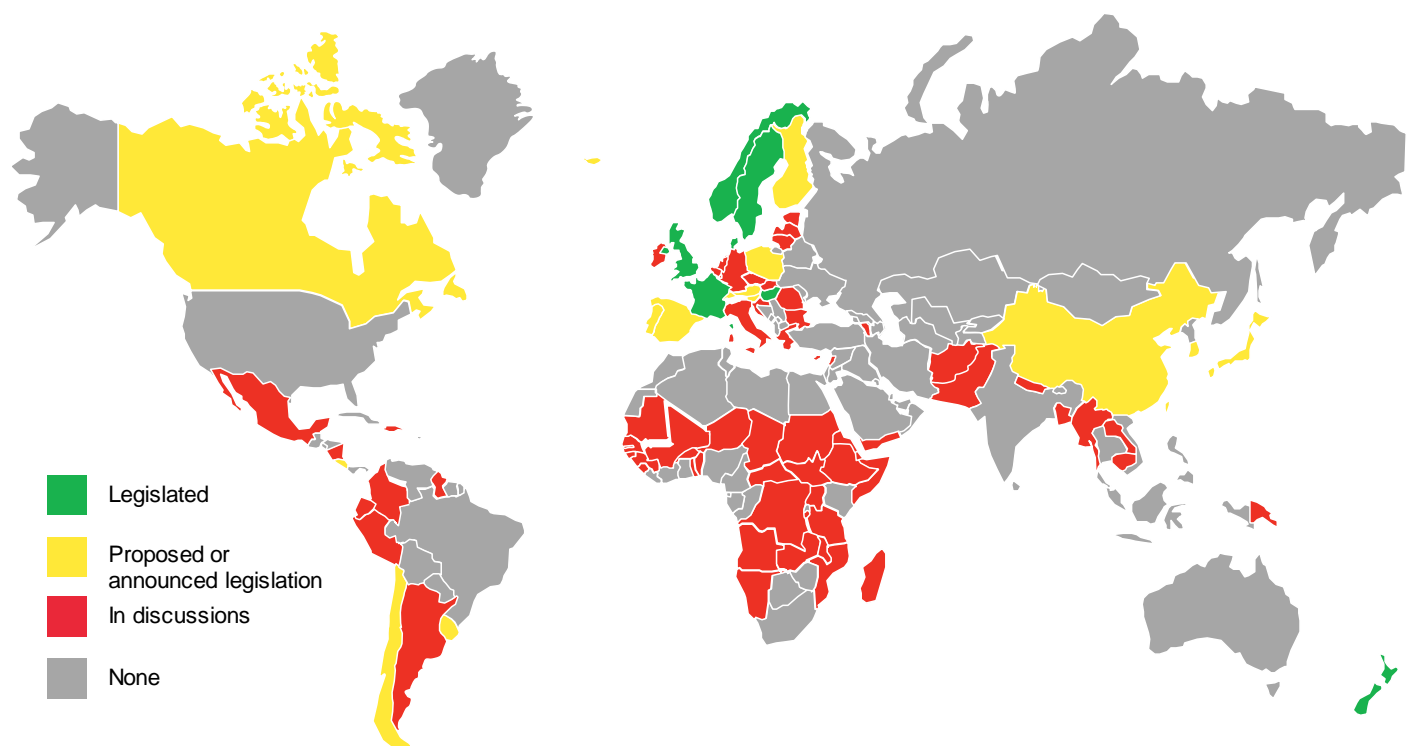 Legislated
Proposed or
announced legislation
In discussions
None